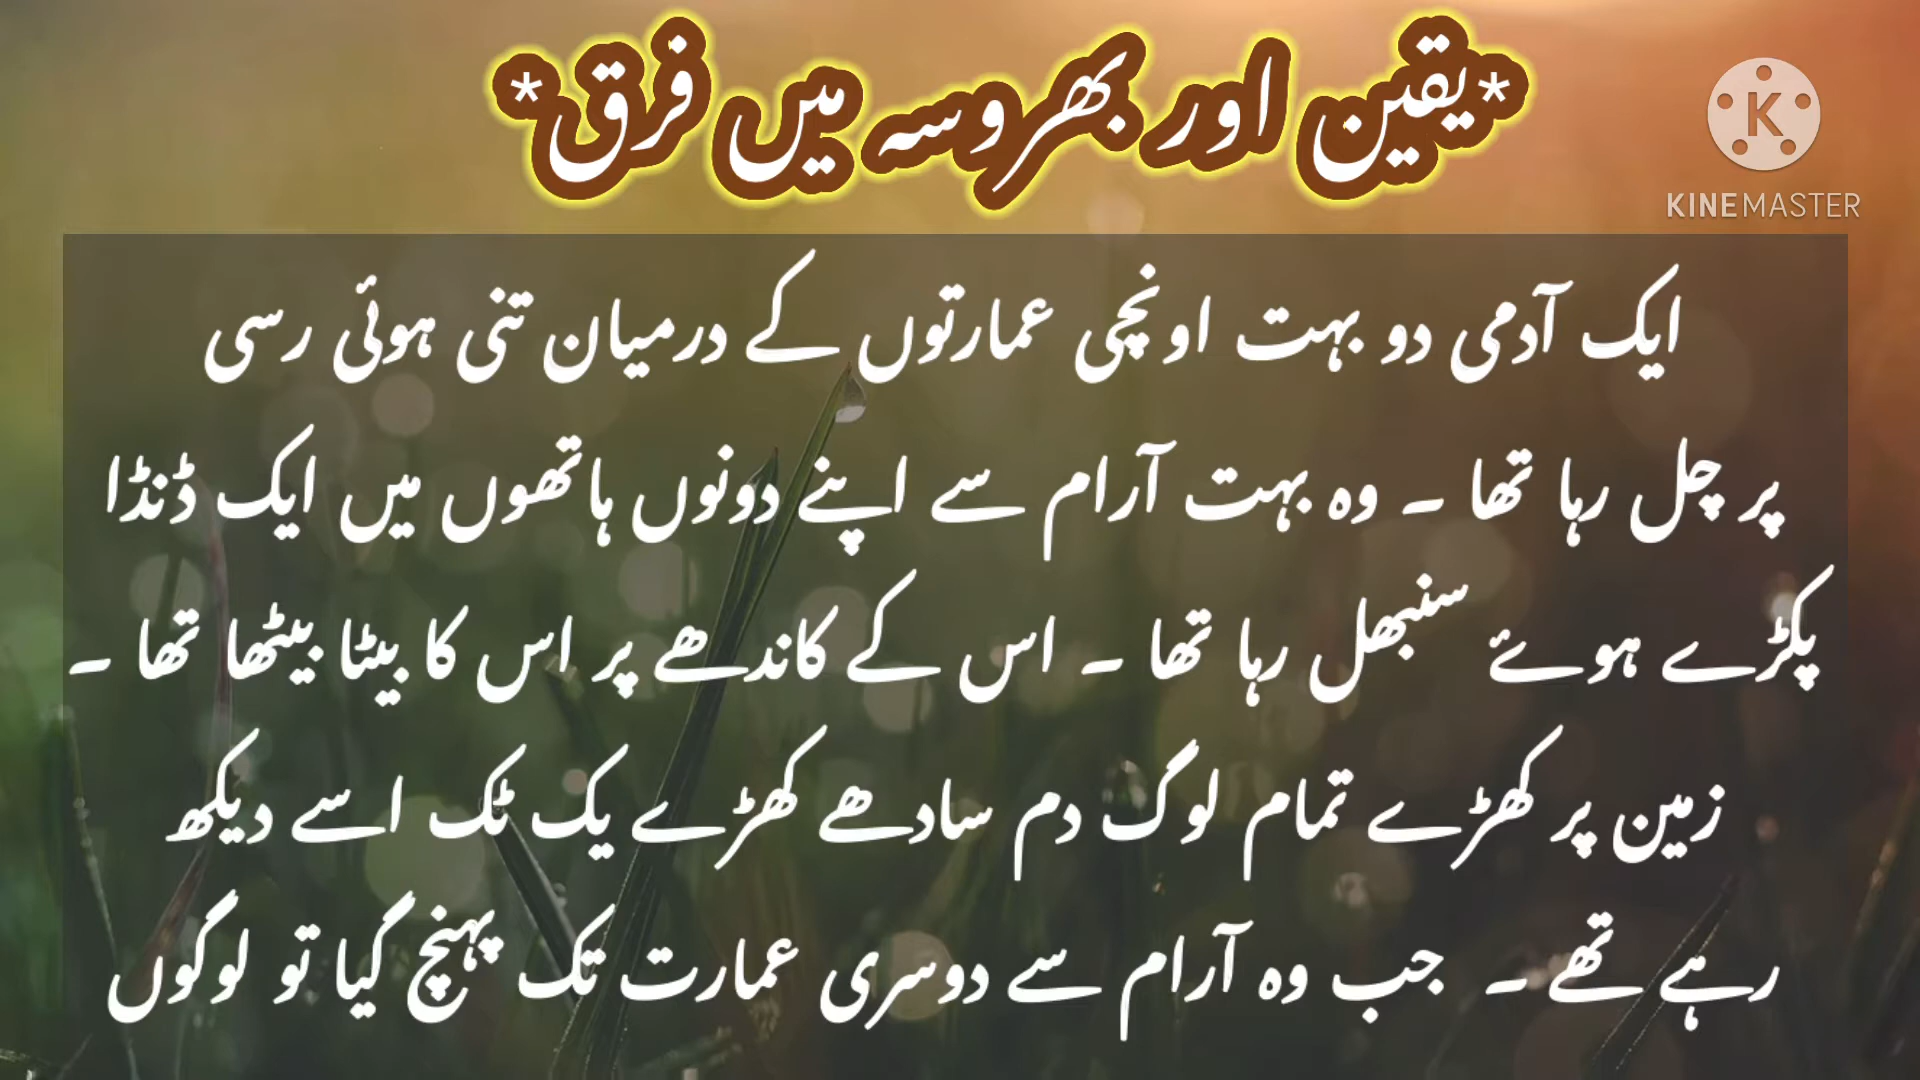 *یقین اور بھروسہ میں فرق*
K
KINEMASTER
ایک آدمی دو بہت اونچی عمارتوں کے درمیان تنی ہوئی رسی
پر چل رہا تھا ۔ وہ بہت آرام سے اپنے دونوں ہاتھوں میں ایک ڈنڈا
پکڑے ہوئے سنبھل رہا تھا ۔ اس کے کاندھے پر اس کا بیٹا بیٹھا تھا ۔
زمین پر کھڑے تمام لوگ دم سادھے کھڑے یک ٹک اسے دیکھ
رہے تھے ۔ جب وہ آرام سے دوسری عمارت تک پہنچ گیا تو لوگوں